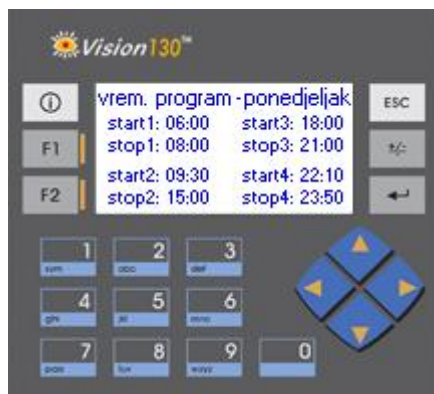 Vision130™
vrem. program - ponedjeljak
start1: 06:00 start3: 18:00
stop1: 08:00 stop3: 21:00
start2: 09:30 start4: 22:10
stop2: 15:00 stop4: 23:50
i
ESC
F1
+/-
F2
1 2 3
abc def
4 5 6
ghi jkl mno
7 8 9 0
tuv wxyz